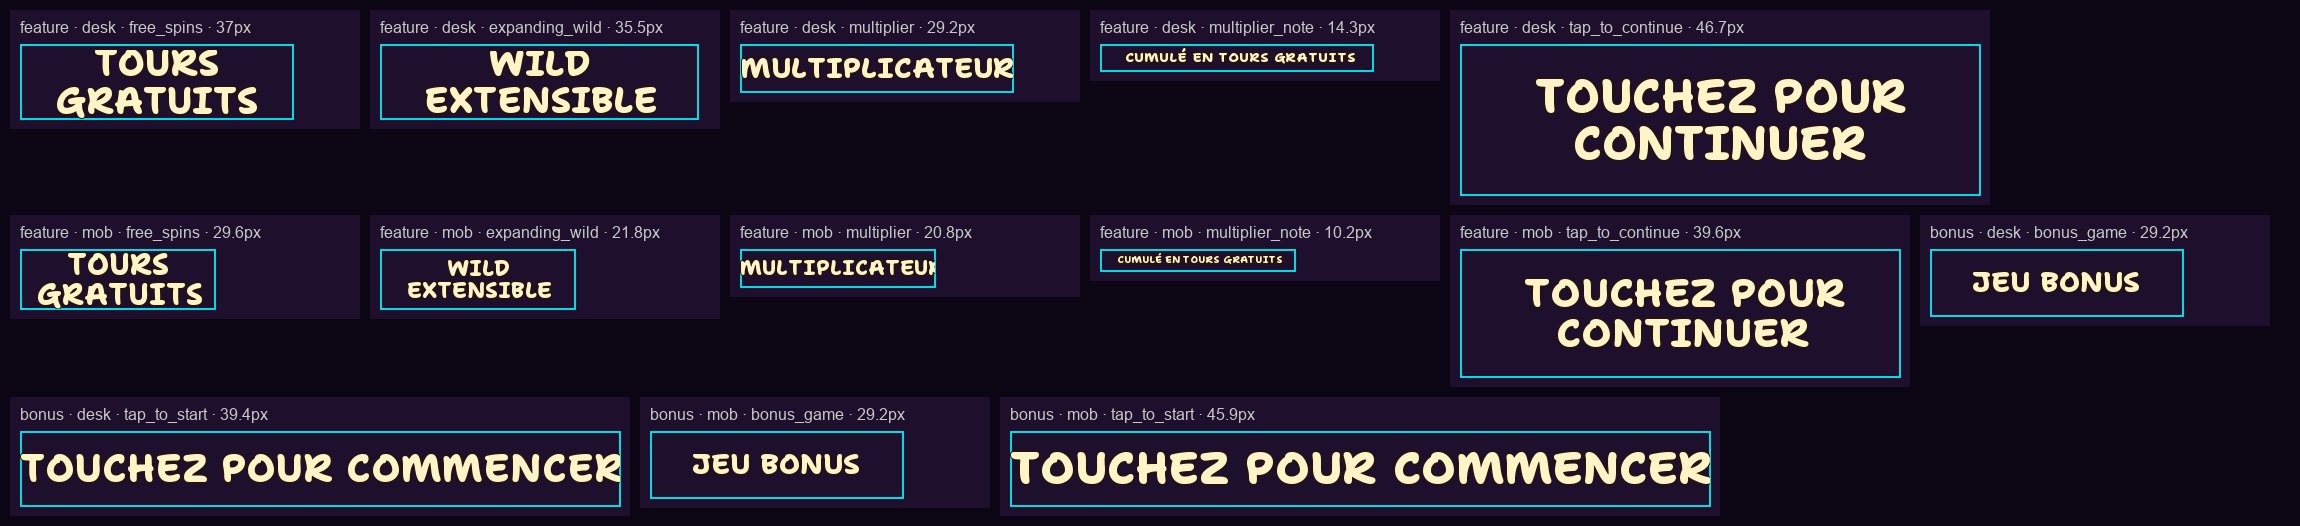 feature · desk · free_spins · 37px
TOURS
GRATUITS
feature · desk · expanding_wild · 35.5px
WILD
EXTENSIBLE
feature · desk · multiplier · 29.2px
MULTIPLICATEUR
feature · desk · multiplier_note · 14.3px
CUMULÉ EN TOURS GRATUITS
feature · desk · tap_to_continue · 46.7px
TOUCHEZ POUR
CONTINUER
feature · mob · free_spins · 29.6px
TOURS
GRATUITS
feature · mob · expanding_wild · 21.8px
WILD
EXTENSIBLE
feature · mob · multiplier · 20.8px
MULTIPLICATEUR
feature · mob · multiplier_note · 10.2px
CUMULÉ EN TOURS GRATUITS
feature · mob · tap_to_continue · 39.6px
TOUCHEZ POUR
CONTINUER
bonus · desk · bonus_game · 29.2px
JEU BONUS
bonus · desk · tap_to_start · 39.4px
TOUCHEZ POUR COMMENCER
bonus · mob · bonus_game · 29.2px
JEU BONUS
bonus · mob · tap_to_start · 45.9px
TOUCHEZ POUR COMMENCER